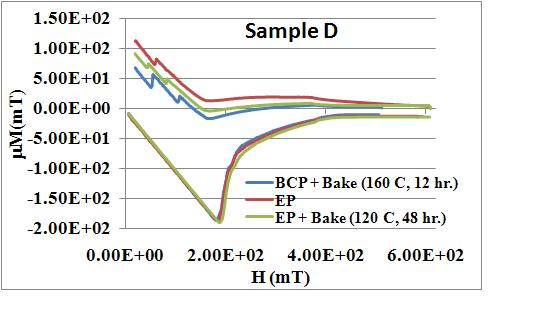 Sample D
1.50E+02
1.00E+02
5.00E+01
0.00E+00
-5.00E+01
-1.00E+02
-1.50E+02
-2.00E+02
μM(mT)
BCP + Bake (160 C, 12 hr.)
EP
EP + Bake (120 C, 48 hr.)
0.00E+00 2.00E+02 4.00E+02 6.00E+02
H (mT)